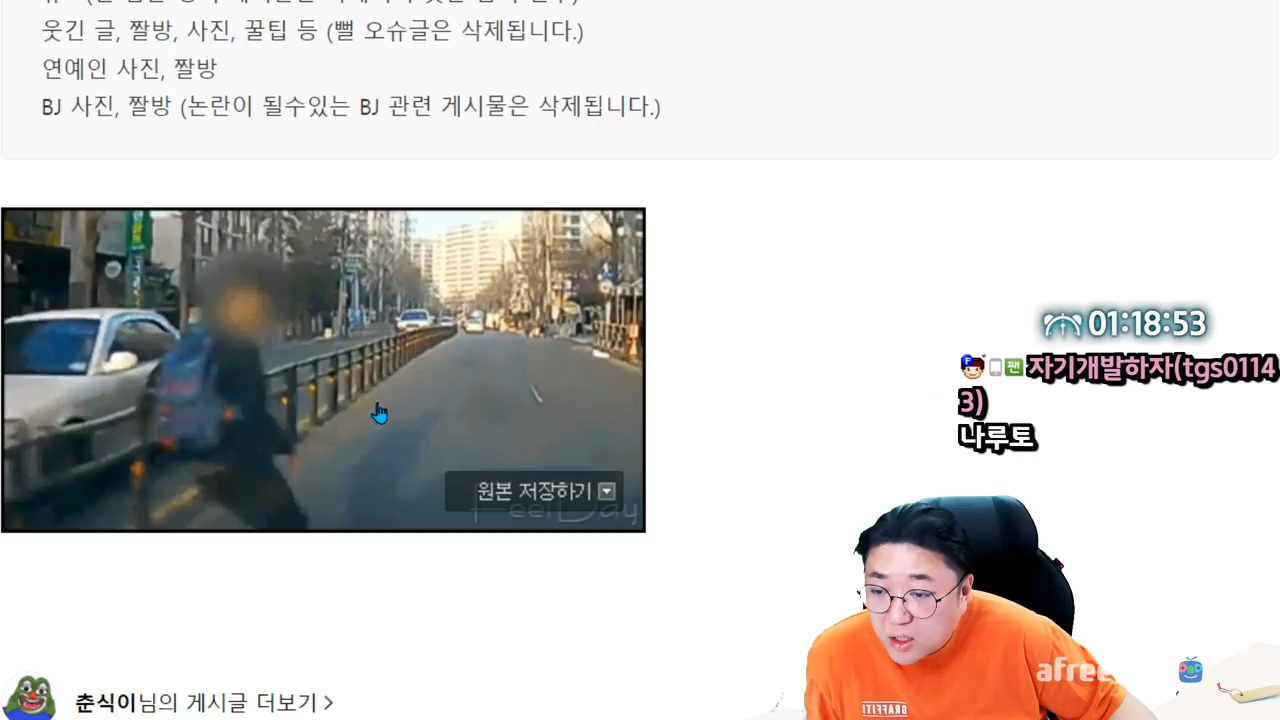 웃긴 글, 짤방, 사진, 꿀팁 등 (뻘 오슈글은 삭제됩니다.)
연예인 사진, 짤방
BJ 사진, 짤방 (논란이 될수있는 BJ 관련 게시물은 삭제됩니다.)
01:18:53
팬 자기개발하자(tgs0114
3)
나루토
원본 저장하기
FeelDay
GRAFFITI
afree
춘식이님의 게시글 더보기 >